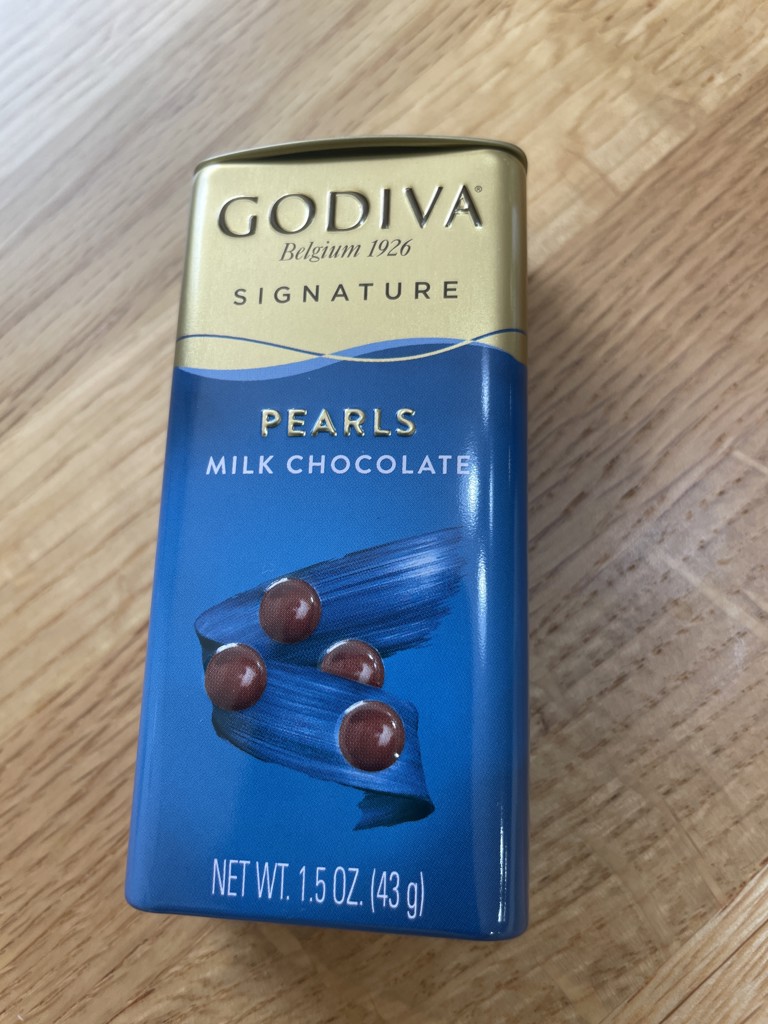 GODIVA®
Belgium 1926
SIGNATURE
PEARLS
MILK CHOCOLATE
NET WT. 1.5 OZ. (43 g)